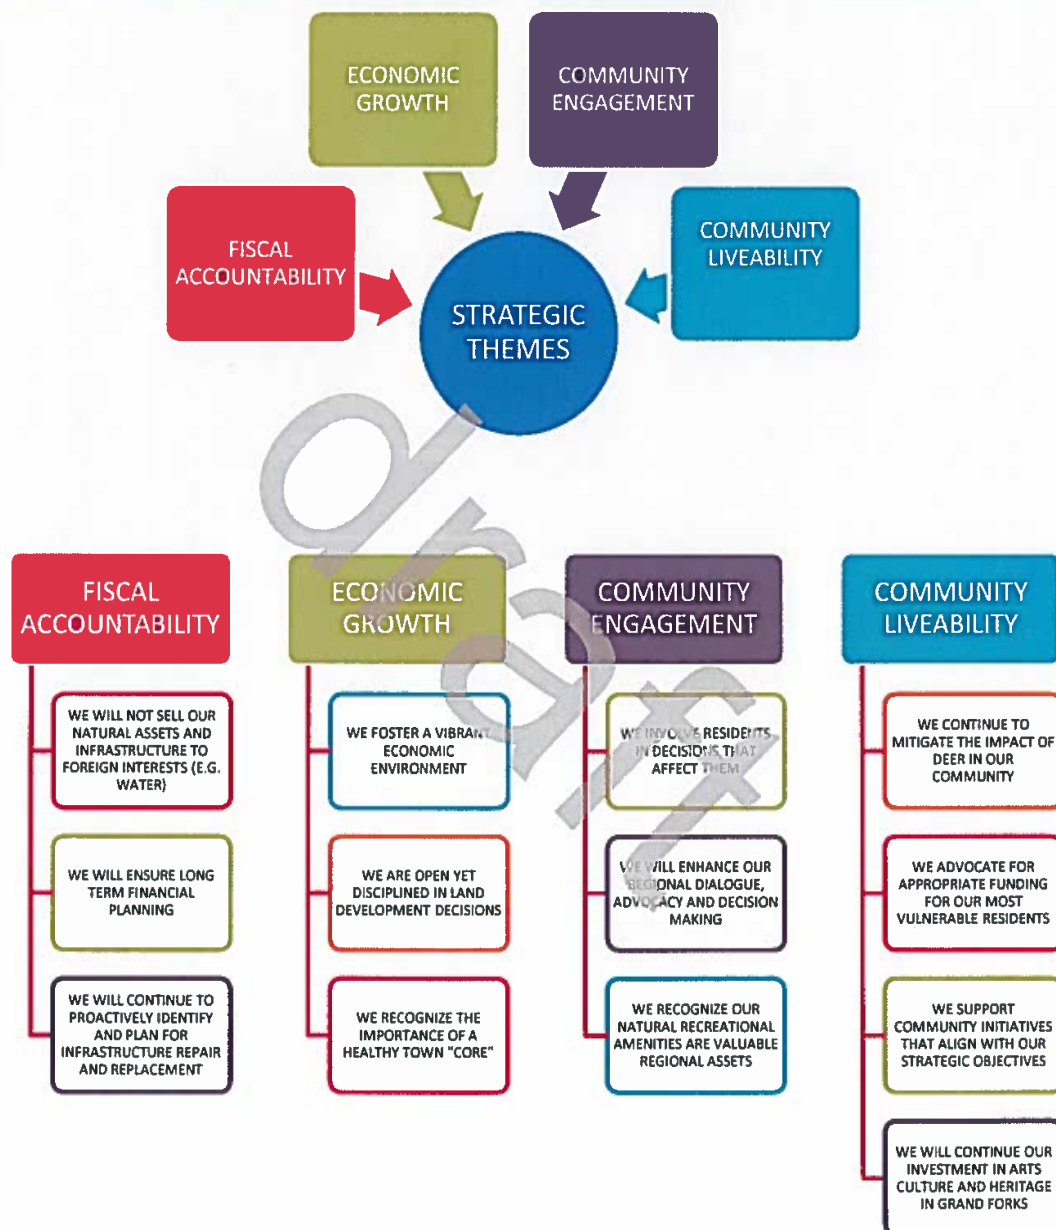 ECONOMIC
GROWTH
COMMUNITY
ENGAGEMENT
FISCAL
ACCOUNTABILITY
COMMUNITY
LIVEABILITY
STRATEGIC
THEMES
draft
FISCAL
ACCOUNTABILITY
WE WILL NOT SELL OUR
NATURAL ASSETS AND
INFRASTRUCTURE TO
FOREIGN INTERESTS (E.G.
WATER)
WE WILL ENSURE LONG
TERM FINANCIAL
PLANNING
WE WILL CONTINUE TO
PROACTIVELY IDENTIFY
AND PLAN FOR
INFRASTRUCTURE REPAIR
AND REPLACEMENT
ECONOMIC
GROWTH
WE FOSTER A VIBRANT
ECONOMIC
ENVIRONMENT
WE ARE OPEN YET
DISCIPLINED IN LAND
DEVELOPMENT DECISIONS
WE RECOGNIZE THE
IMPORTANCE OF A
HEALTHY TOWN "CORE"
COMMUNITY
ENGAGEMENT
WE INVOLVE RESIDENTS
IN DECISIONS THAT
AFFECT THEM
WE WILL ENHANCE OUR
REGIONAL DIALOGUE,
ADVOCACY AND DECISION
MAKING
WE RECOGNIZE OUR
NATURAL RECREATIONAL
AMENITIES ARE VALUABLE
REGIONAL ASSETS
COMMUNITY
LIVEABILITY
WE CONTINUE TO
MITIGATE THE IMPACT OF
DEER IN OUR
COMMUNITY
WE ADVOCATE FOR
APPROPRIATE FUNDING
FOR OUR MOST
VULNERABLE RESIDENTS
WE SUPPORT
COMMUNITY INITIATIVES
THAT ALIGN WITH OUR
STRATEGIC OBJECTIVES
WE WILL CONTINUE OUR
INVESTMENT IN ARTS
CULTURE AND HERITAGE
IN GRAND FORKS